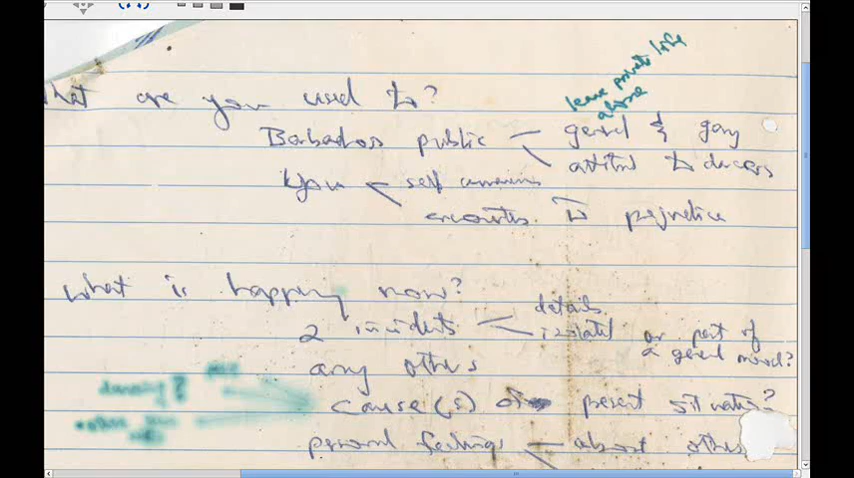 leave private life
alone
What are you used to?
Barbados public — general & gay
attitude to dancers
You — self awareness
encounters to prejudice
What is happening now?
2 incidents — details
isolated or part of
a general mood?
any others
dancing?
cause(s) of present situation?
personal feelings — about others